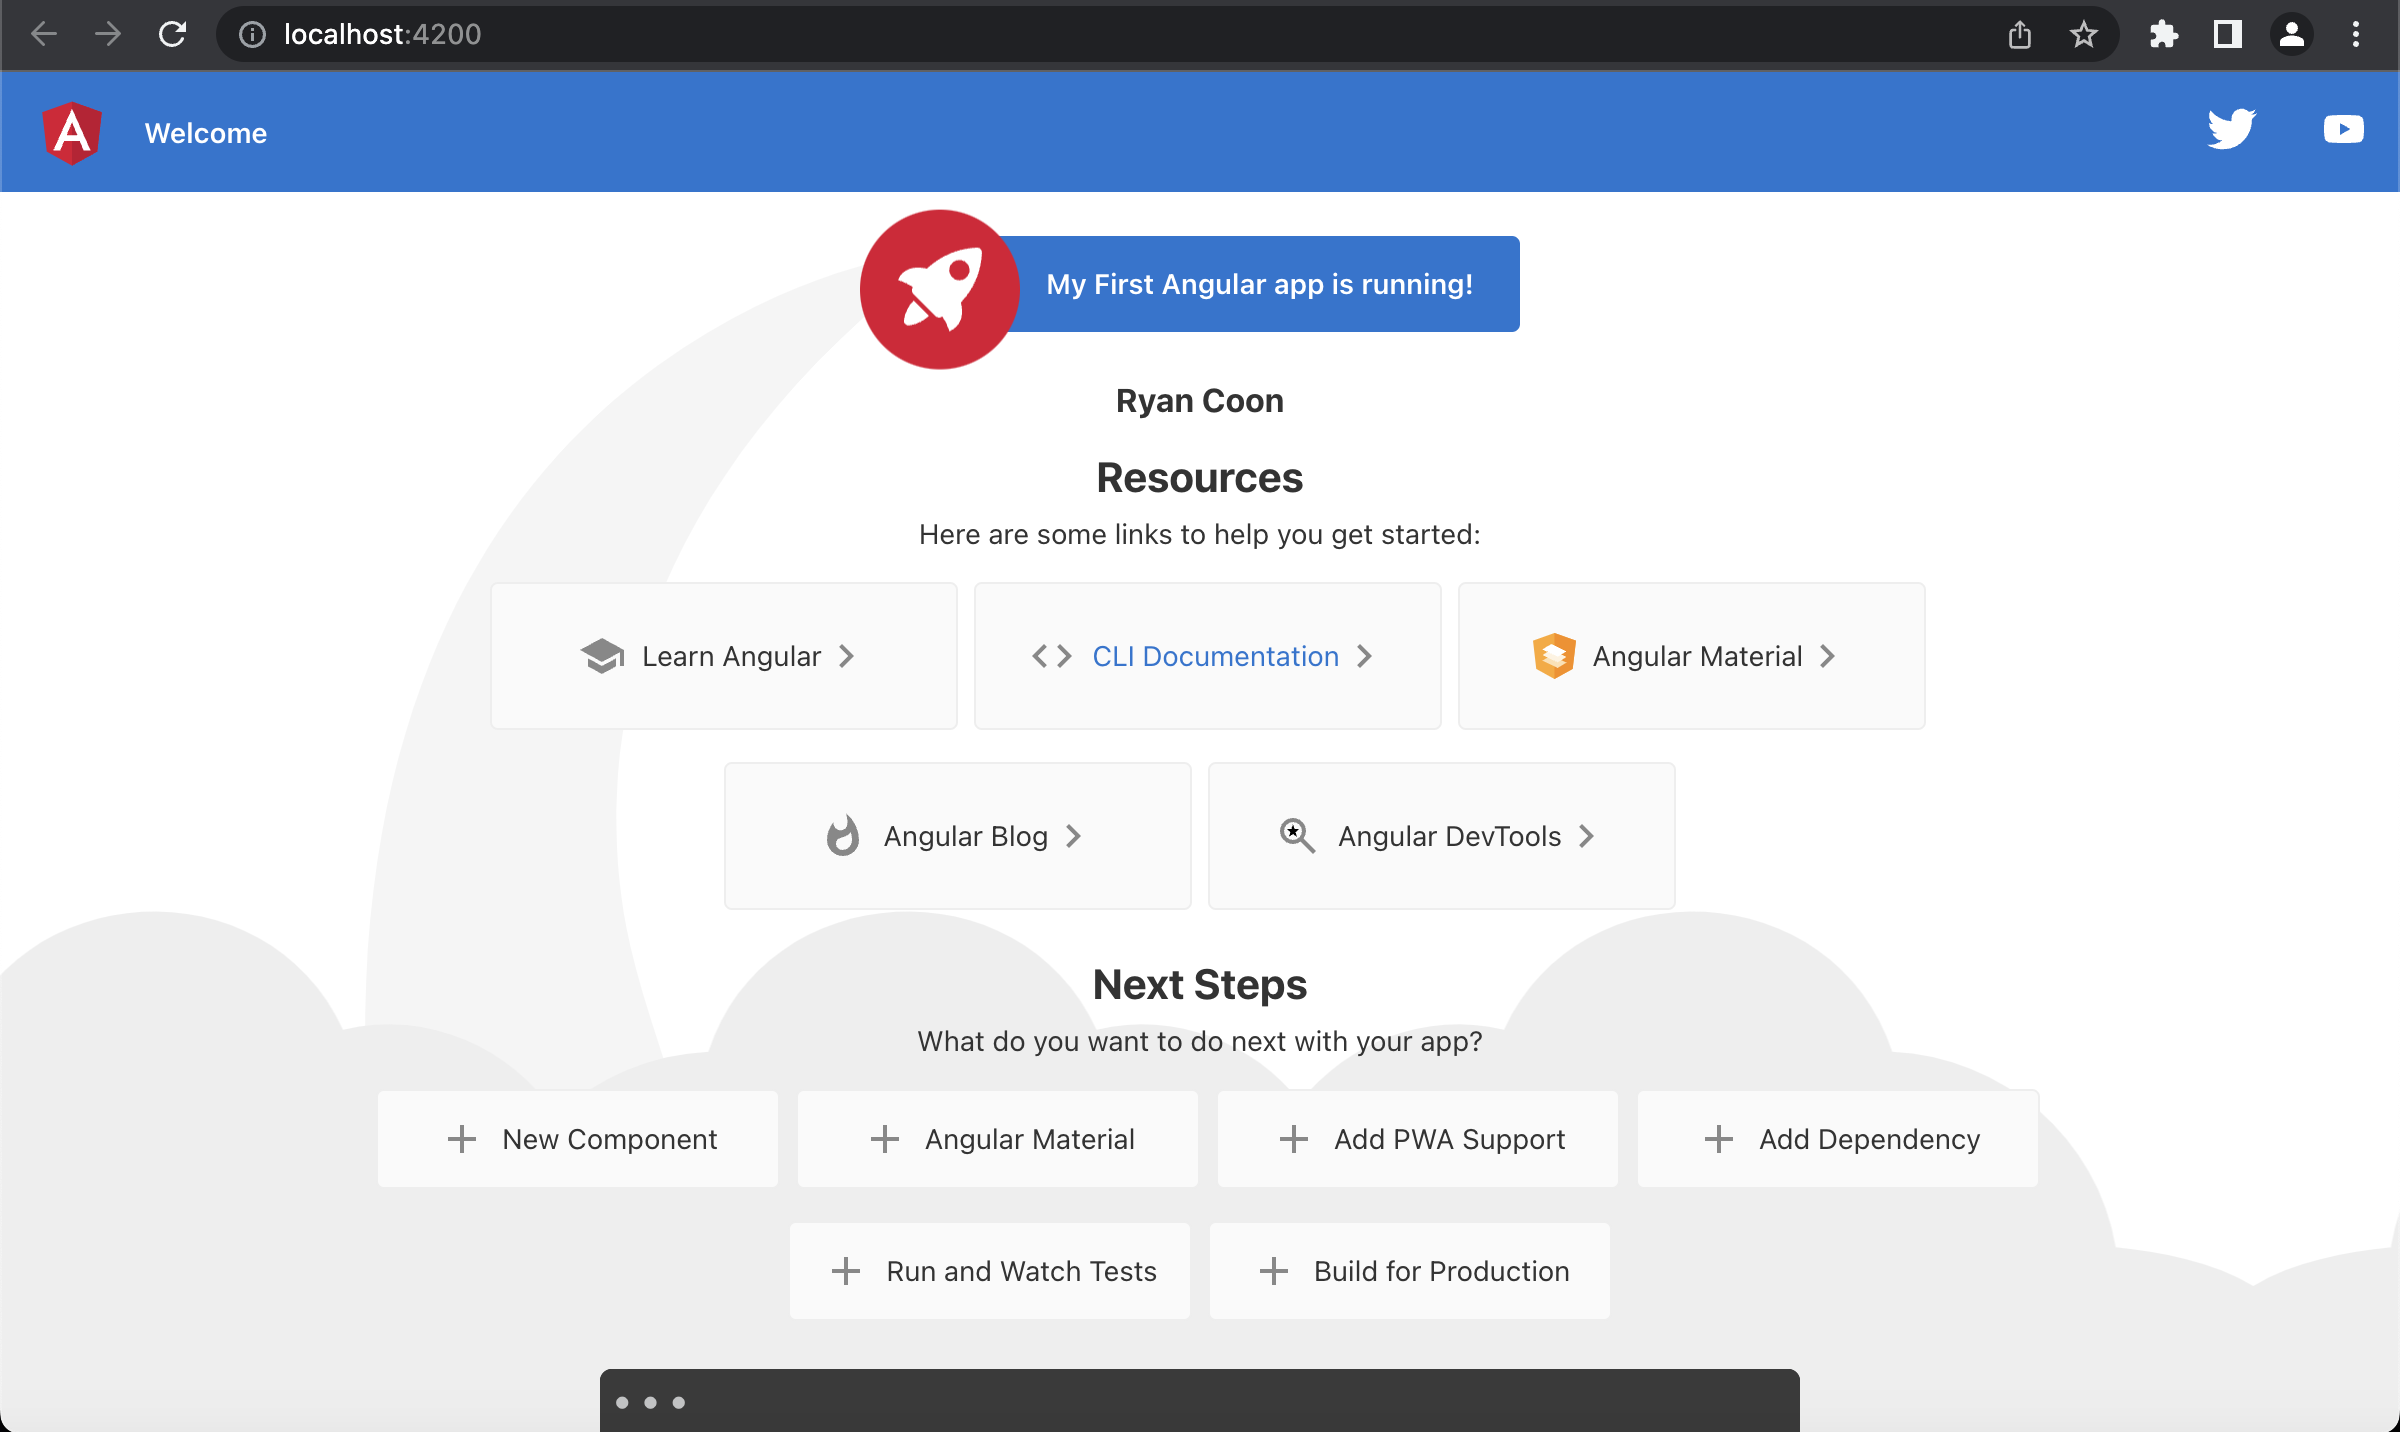 localhost:4200
Welcome
My First Angular app is running!
Ryan Coon
Resources
Here are some links to help you get started:
Learn Angular
CLI Documentation
Angular Material
Angular Blog
Angular DevTools
Next Steps
What do you want to do next with your app?
New Component
Angular Material
Add PWA Support
Add Dependency
Run and Watch Tests
Build for Production